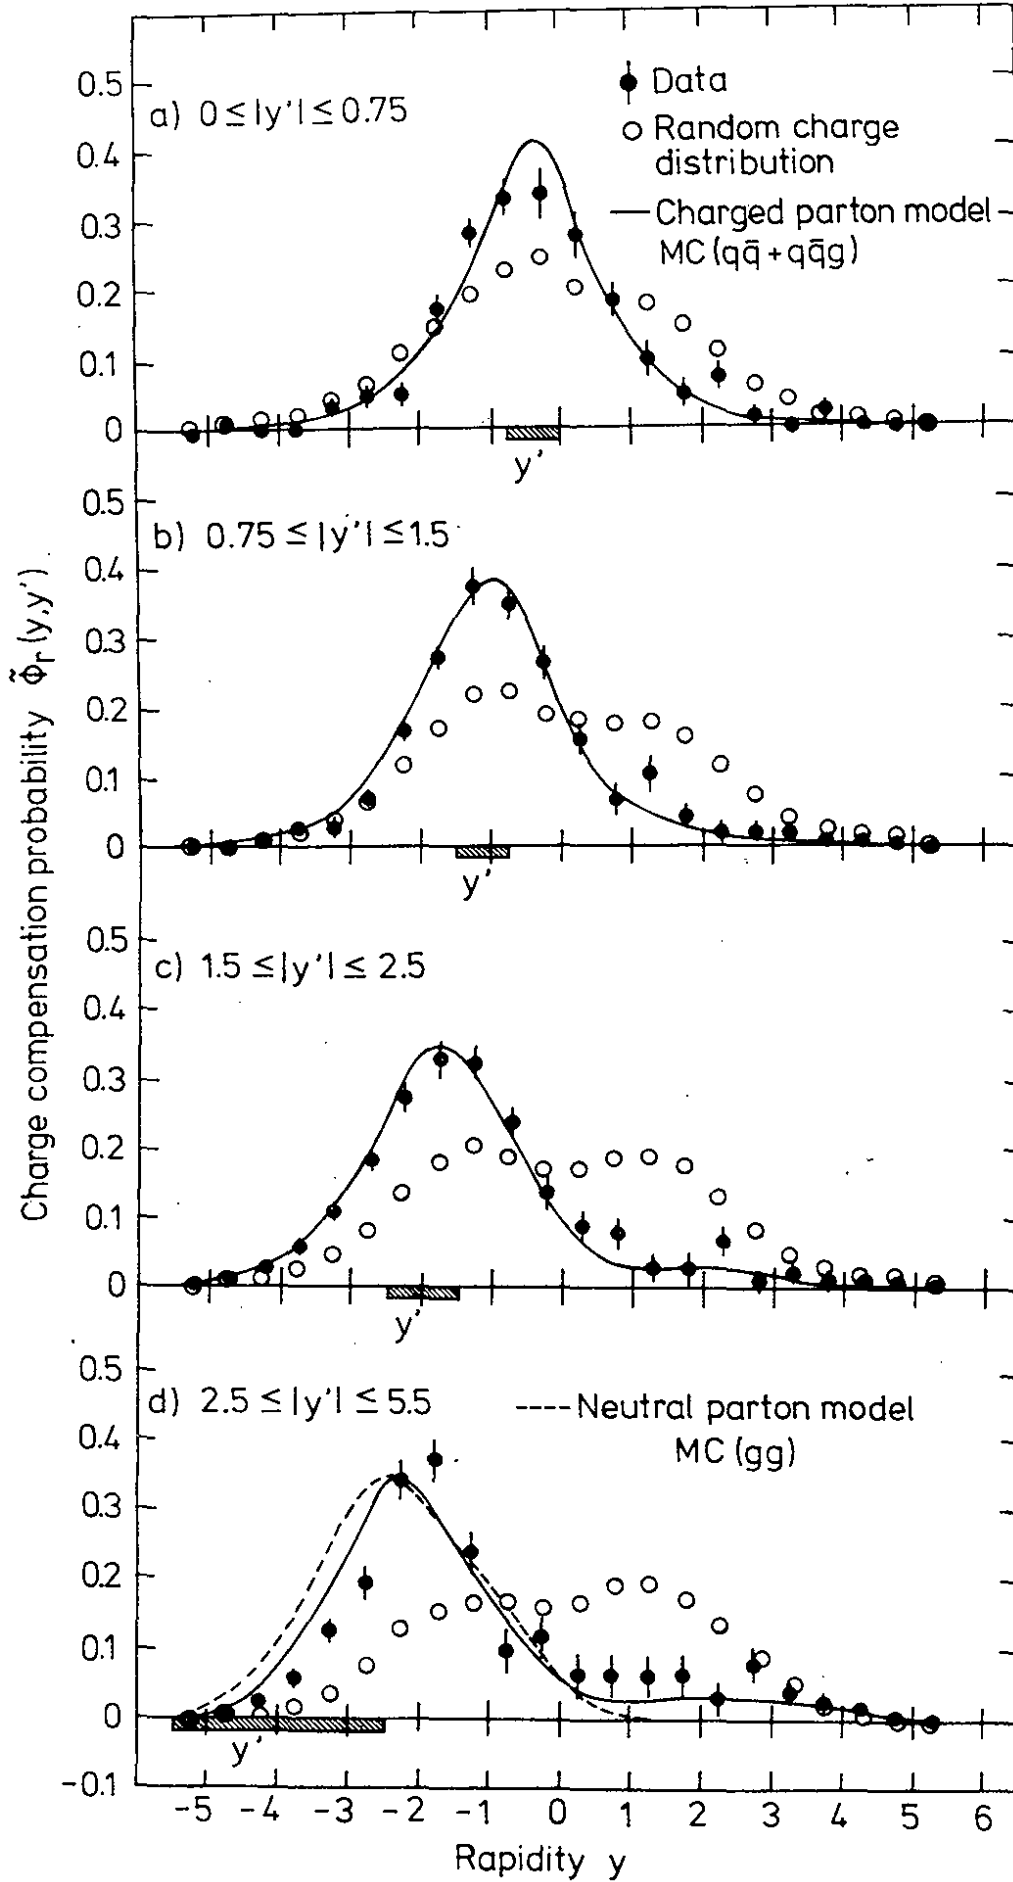 0.5
0.4
0.3
0.2
0.1
0
a) 0 ≤ |y'| ≤ 0.75
Data
Random charge
distribution
Charged parton model
MC (qq̄ + qq̄g)
y'
0.5
0.4
0.3
0.2
0.1
0
b) 0.75 ≤ |y'| ≤ 1.5
y'
Charge compensation probability Φ̃r (y,y')
0.5
0.4
0.3
0.2
0.1
0
c) 1.5 ≤ |y'| ≤ 2.5
y'
0.5
0.4
0.3
0.2
0.1
0
-0.1
d) 2.5 ≤ |y'| ≤ 5.5
Neutral parton model
MC (gg)
y'
-5 -4 -3 -2 -1 0 1 2 3 4 5 6
Rapidity y